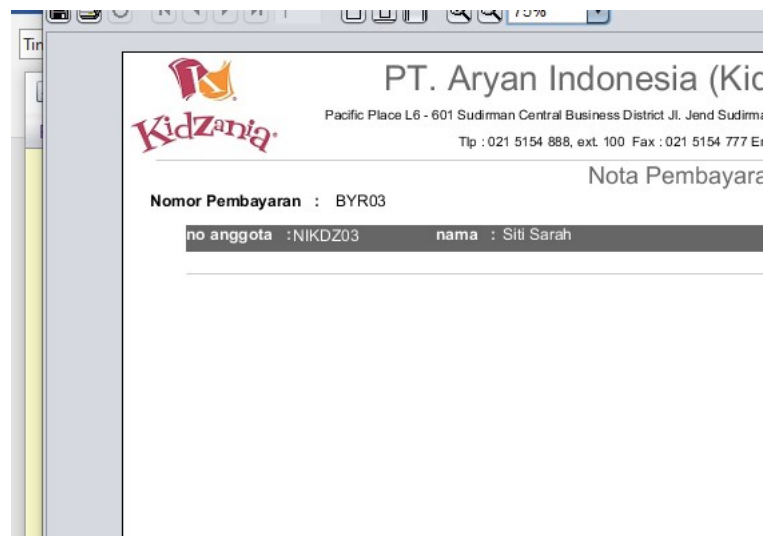 75%
Tin
KidZania
PT. Aryan Indonesia (Kid
Pacific Place L6 - 601 Sudirman Central Business District Jl. Jend Sudirma
Tlp : 021 5154 888, ext. 100 Fax : 021 5154 777 En
Nota Pembayara
Nomor Pembayaran : BYR03
no anggota :NIKDZ03 nama : Siti Sarah